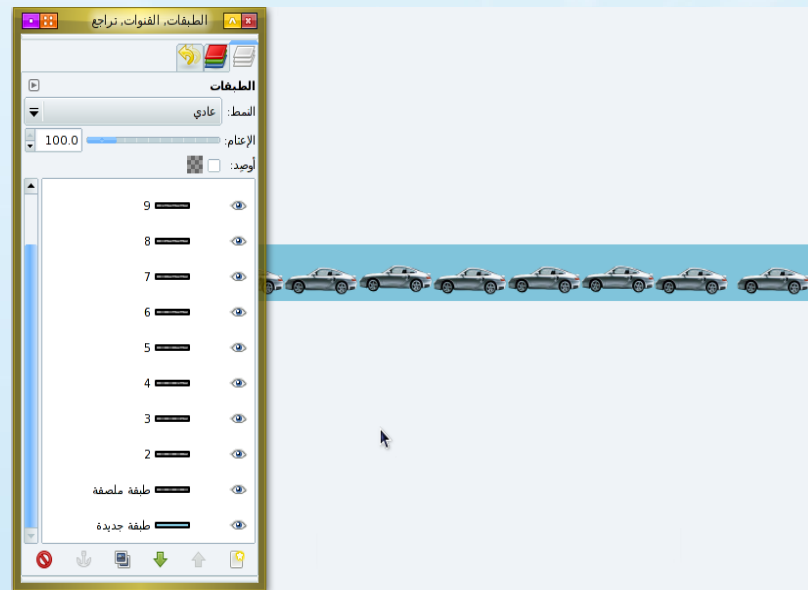 الطبقات, القنوات, تراجع
الطبقات
النمط: عادي
الإعتام: 100.0
أوصِد:
9
8
7
6
5
4
3
2
طبقة ملصقة
طبقة جديدة